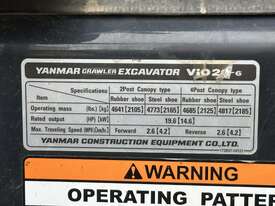 YANMAR CRAWLER EXCAVATOR ViO20-6
2Post Canopy type 4Post Canopy type
Rubber shoe Steel shoe Rubber shoe Steel shoe
Operating mass (lbs.) [kg] 4641 [2105] 4773 [2165] 4685 [2125] 4817 [2185]
Rated output (HP) [kW] 19.6 [14.6]
Max. Traveling Speed (MPH) [km/h] Forward 2.6 [4.2] Reverse 2.6 [4.2]
YANMAR CONSTRUCTION EQUIPMENT CO.,LTD.
WARNING
OPERATING PATTE